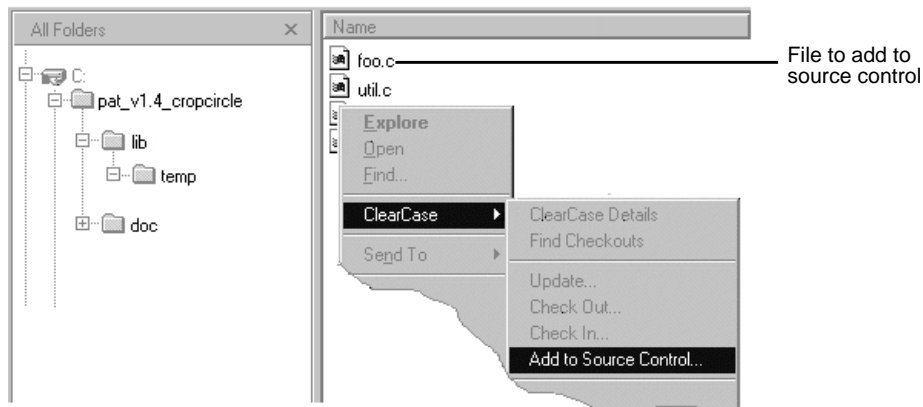 All Folders
×
Name
C:
pat_v1.4_cropcircle
lib
temp
doc
foo.c
util.c
File to add to
source control
Explore
Open
Find...
ClearCase
Send To
ClearCase Details
Find Checkouts
Update...
Check Out...
Check In...
Add to Source Control...